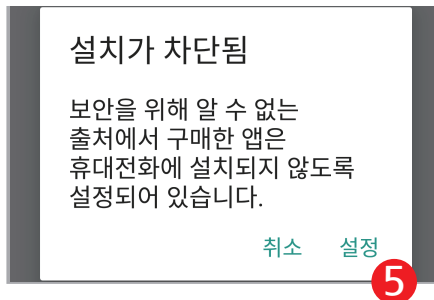 설치가 차단됨
보안을 위해 알 수 없는
출처에서 구매한 앱은
휴대전화에 설치되지 않도록
설정되어 있습니다.
취소 설정
5